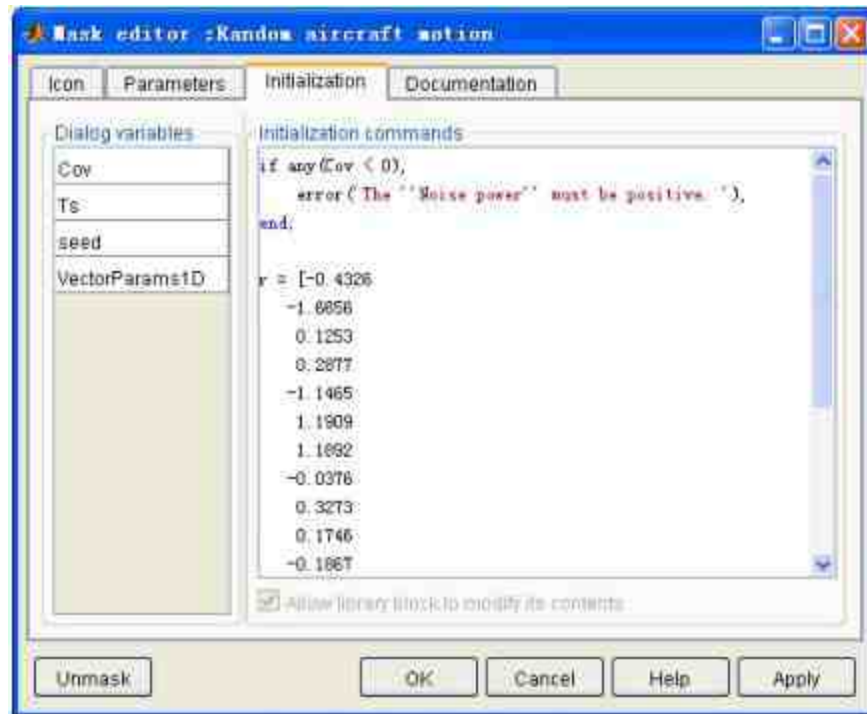 Mask editor :Random aircraft motion
Icon Parameters Initialization Documentation
Dialog variables
Cov
Ts
seed
VectorParams1D
Initialization commands
if any(Cov < 0),
error('The ''Noise power'' must be positive. '),
end;
r = [-0.4326
-1.6656
0.1253
0.2877
-1.1465
1.1909
1.1892
-0.0376
0.3273
0.1746
-0.1867
Allow library block to modify its contents
Unmask OK Cancel Help Apply